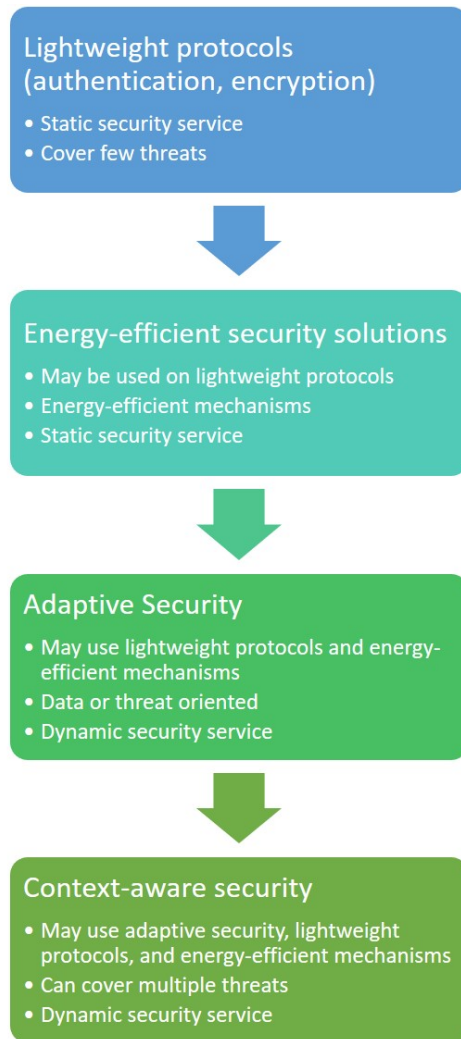 Lightweight protocols
(authentication, encryption)
• Static security service
• Cover few threats
Energy-efficient security solutions
• May be used on lightweight protocols
• Energy-efficient mechanisms
• Static security service
Adaptive Security
• May use lightweight protocols and energy-
efficient mechanisms
• Data or threat oriented
• Dynamic security service
Context-aware security
• May use adaptive security, lightweight
protocols, and energy-efficient mechanisms
• Can cover multiple threats
• Dynamic security service